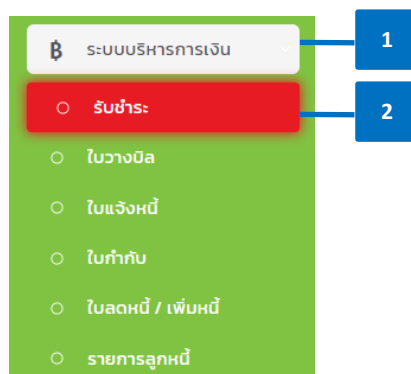 ฿ ระบบบริหารการเงิน 1
รับชำระ 2
ใบวางบิล
ใบแจ้งหนี้
ใบกำกับ
ใบลดหนี้ / เพิ่มหนี้
รายการลูกหนี้